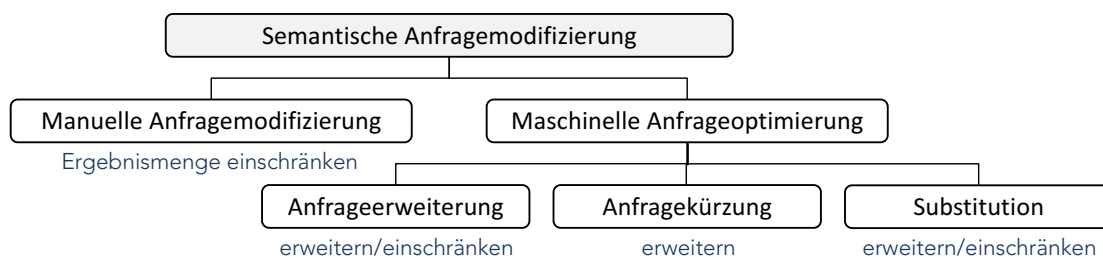 Semantische Anfragemodifizierung
Manuelle Anfragemodifizierung
Maschinelle Anfrageoptimierung
Ergebnismenge einschränken
Anfrageerweiterung
Anfragekürzung
Substitution
erweitern/einschränken
erweitern
erweitern/einschränken